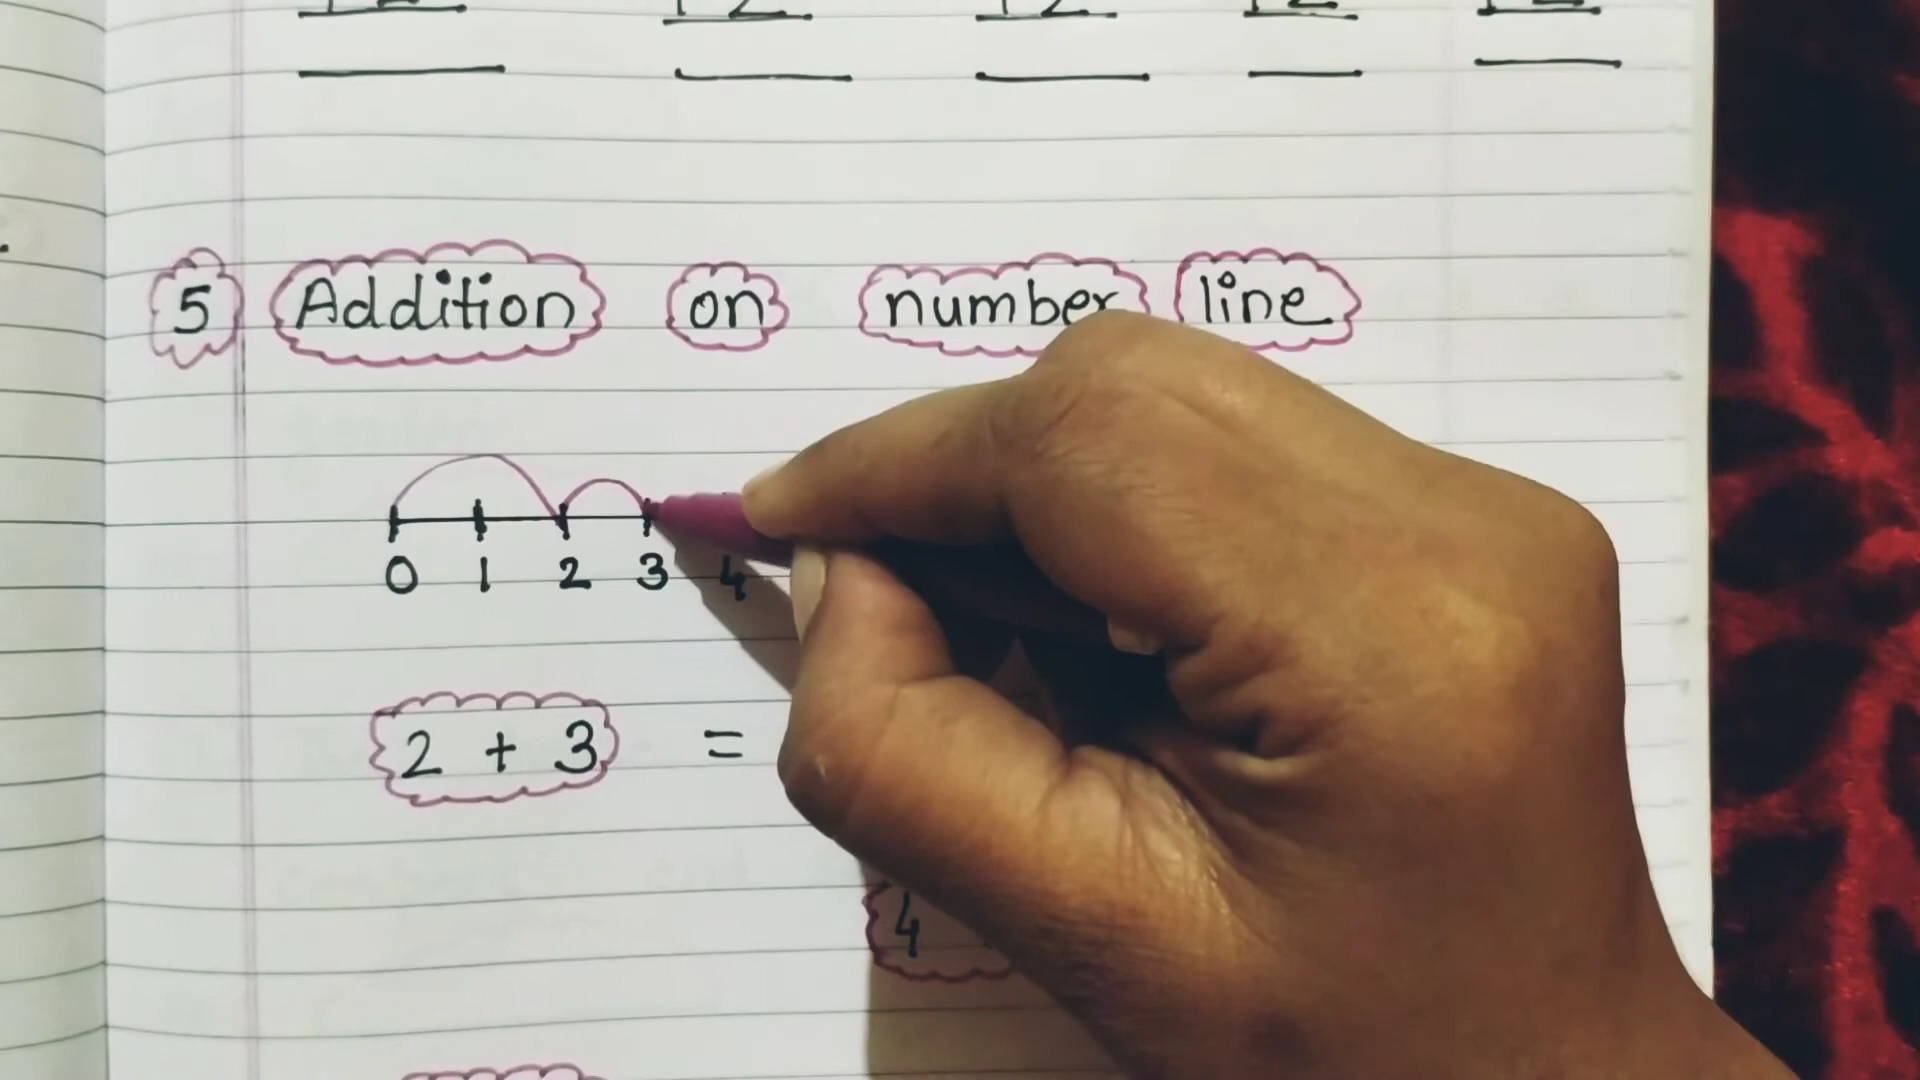 5 Addition on number line
0 1 2 3 4
2 + 3 =
4